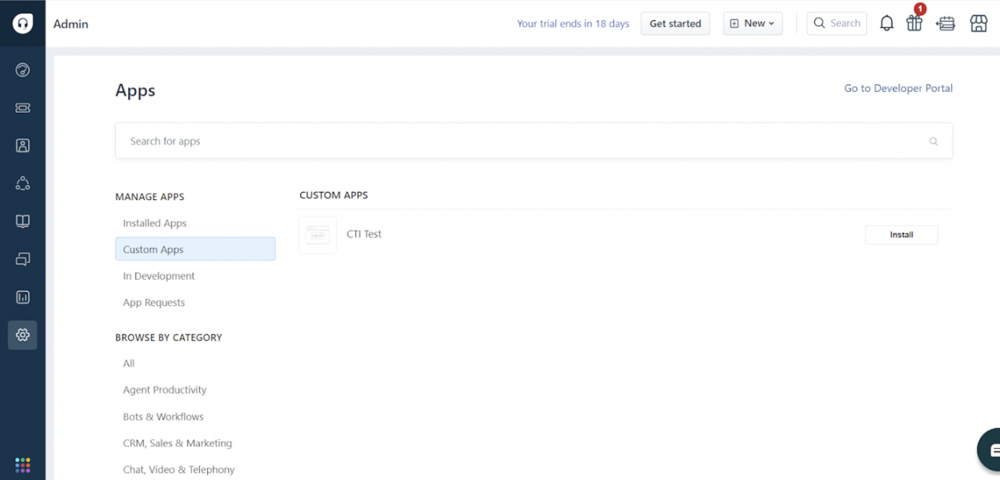 Admin
Your trial ends in 18 days
Get started
New
Search
1
Apps
Go to Developer Portal
Search for apps
MANAGE APPS
Installed Apps
Custom Apps
In Development
App Requests
BROWSE BY CATEGORY
All
Agent Productivity
Bots & Workflows
CRM, Sales & Marketing
Chat, Video & Telephony
CUSTOM APPS
CTI Test
Install